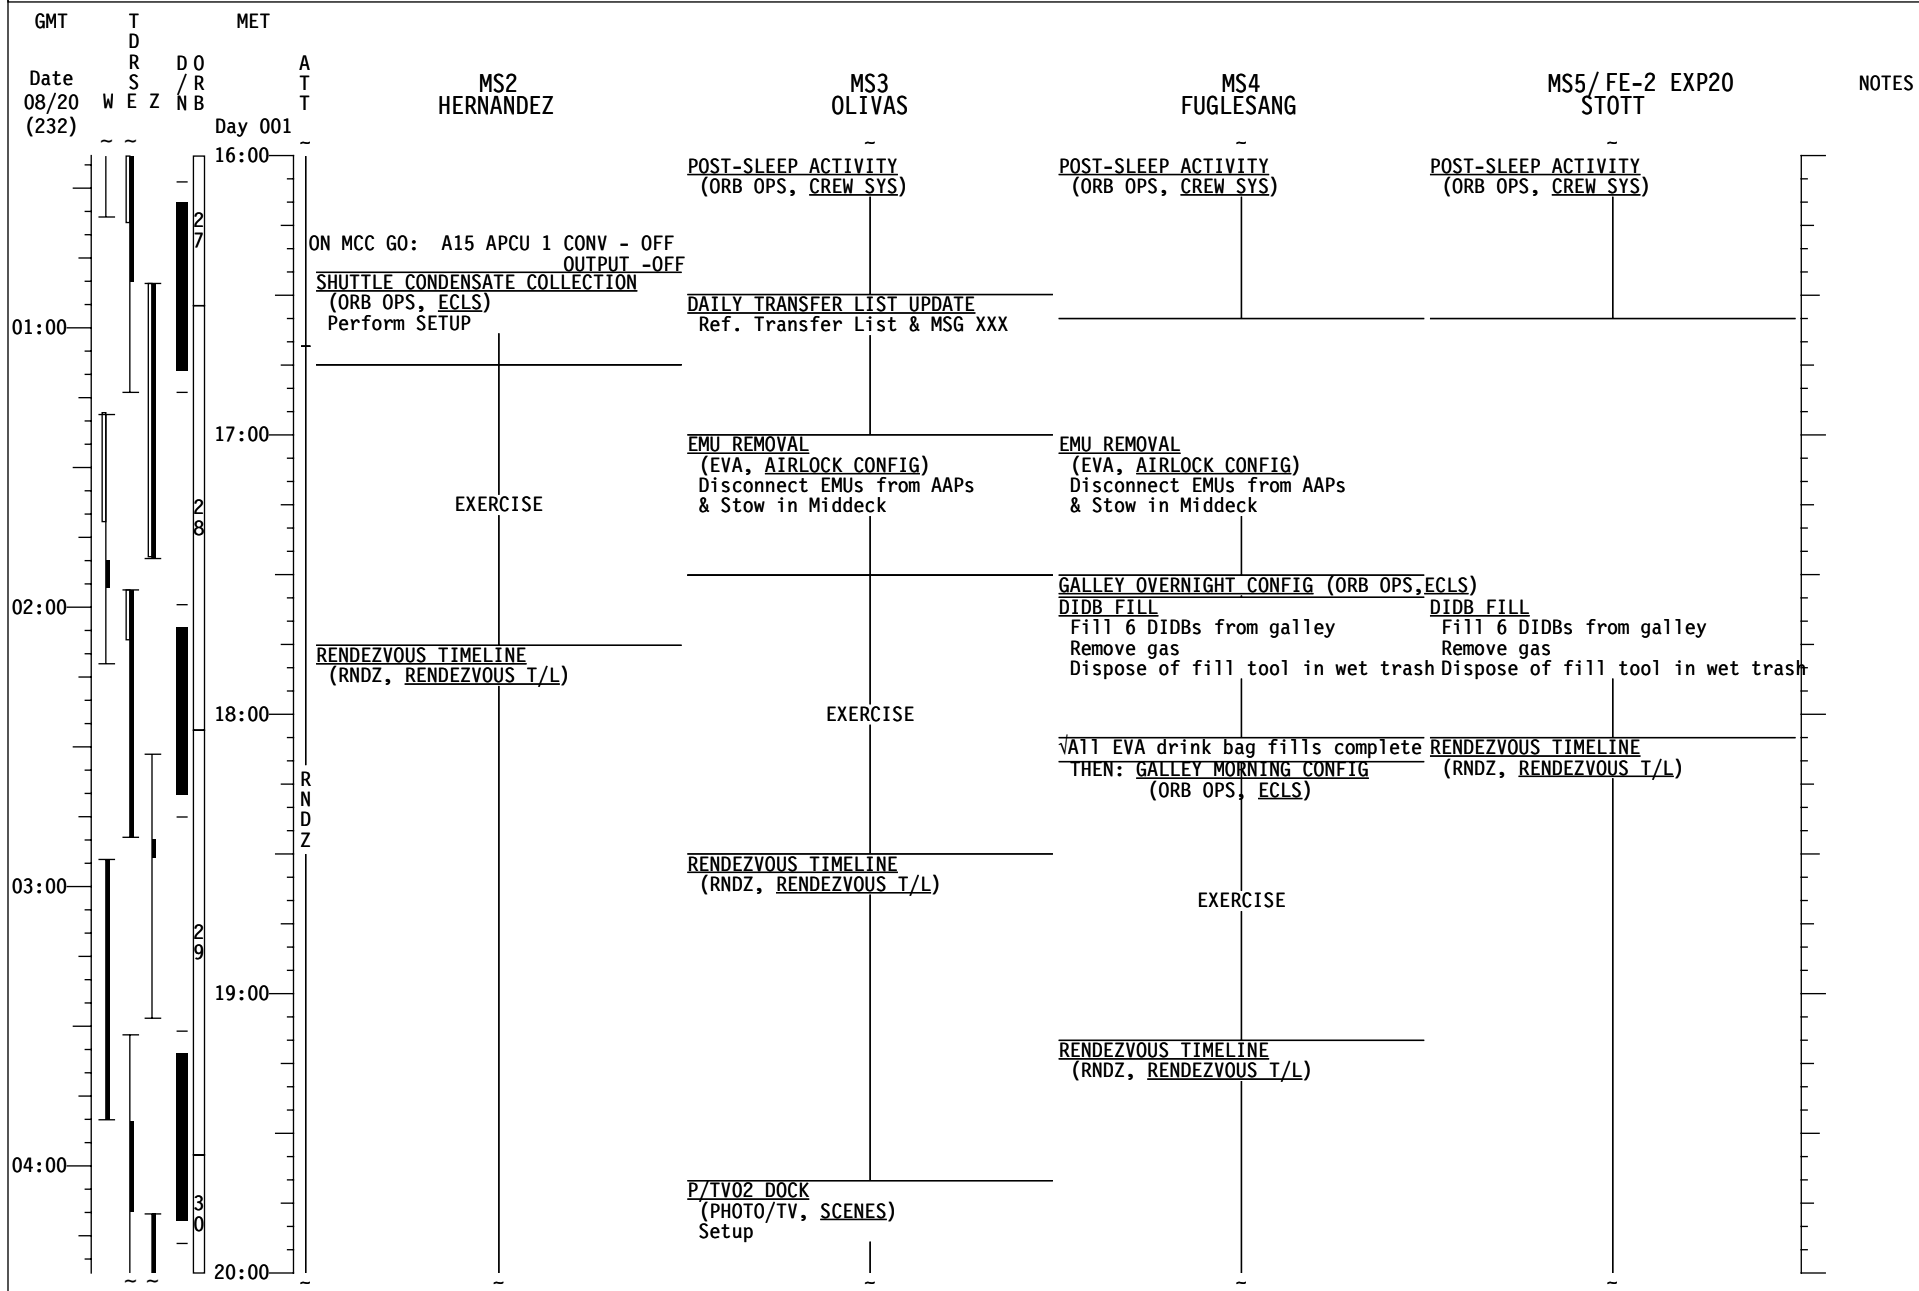 GMT
TDRS
MET
Date
08/20
(232)
W E Z
D/N
ORB
ATT
Day 001
MS2
HERNANDEZ
MS3
OLIVAS
MS4
FUGLESANG
MS5/ FE-2 EXP20
STOTT
NOTES
16:00
17:00
18:00
19:00
20:00
01:00
02:00
03:00
04:00
27
28
29
30
RNDZ
ON MCC GO: A15 APCU 1 CONV - OFF
OUTPUT -OFF
SHUTTLE CONDENSATE COLLECTION
(ORB OPS, ECLS)
Perform SETUP
EXERCISE
RENDEZVOUS TIMELINE
(RNDZ, RENDEZVOUS T/L)
POST-SLEEP ACTIVITY
(ORB OPS, CREW SYS)
DAILY TRANSFER LIST UPDATE
Ref. Transfer List & MSG XXX
EMU REMOVAL
(EVA, AIRLOCK CONFIG)
Disconnect EMUs from AAPs
& Stow in Middeck
EXERCISE
RENDEZVOUS TIMELINE
(RNDZ, RENDEZVOUS T/L)
P/TV02 DOCK
(PHOTO/TV, SCENES)
Setup
POST-SLEEP ACTIVITY
(ORB OPS, CREW SYS)
EMU REMOVAL
(EVA, AIRLOCK CONFIG)
Disconnect EMUs from AAPs
& Stow in Middeck
GALLEY OVERNIGHT CONFIG (ORB OPS,ECLS)
DIDB FILL
Fill 6 DIDBs from galley
Remove gas
Dispose of fill tool in wet trash
√All EVA drink bag fills complete
THEN: GALLEY MORNING CONFIG
(ORB OPS, ECLS)
EXERCISE
RENDEZVOUS TIMELINE
(RNDZ, RENDEZVOUS T/L)
POST-SLEEP ACTIVITY
(ORB OPS, CREW SYS)
DIDB FILL
Fill 6 DIDBs from galley
Remove gas
Dispose of fill tool in wet trash
RENDEZVOUS TIMELINE
(RNDZ, RENDEZVOUS T/L)